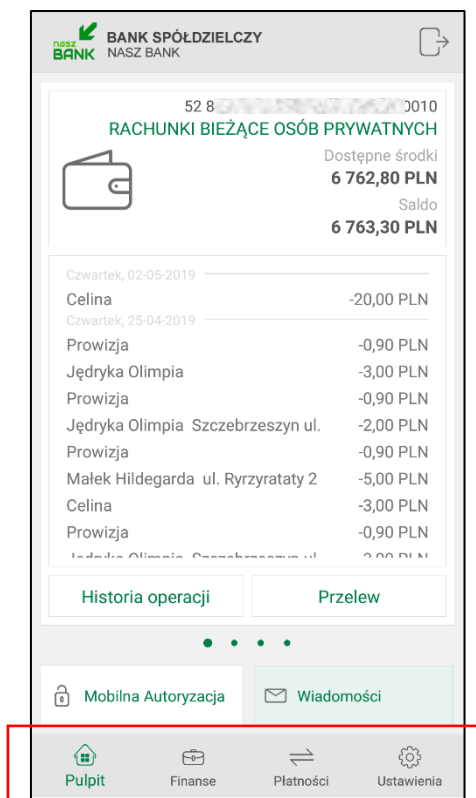 nasz BANK
BANK SPÓŁDZIELCZY
NASZ BANK
52 8 0010
RACHUNKI BIEŻĄCE OSÓB PRYWATNYCH
Dostępne środki
6 762,80 PLN
Saldo
6 763,30 PLN
Czwartek, 02-05-2019
Celina -20,00 PLN
Czwartek, 25-04-2019
Prowizja -0,90 PLN
Jędryka Olimpia -3,00 PLN
Prowizja -0,90 PLN
Jędryka Olimpia Szczebrzeszyn ul. -2,00 PLN
Prowizja -0,90 PLN
Małek Hildegarda ul. Ryrzyrataty 2 -5,00 PLN
Celina -3,00 PLN
Prowizja -0,90 PLN
Jędryka Olimpia Szczebrzeszyn ul.
Historia operacji Przelew
Mobilna Autoryzacja Wiadomości
Pulpit Finanse Płatności Ustawienia